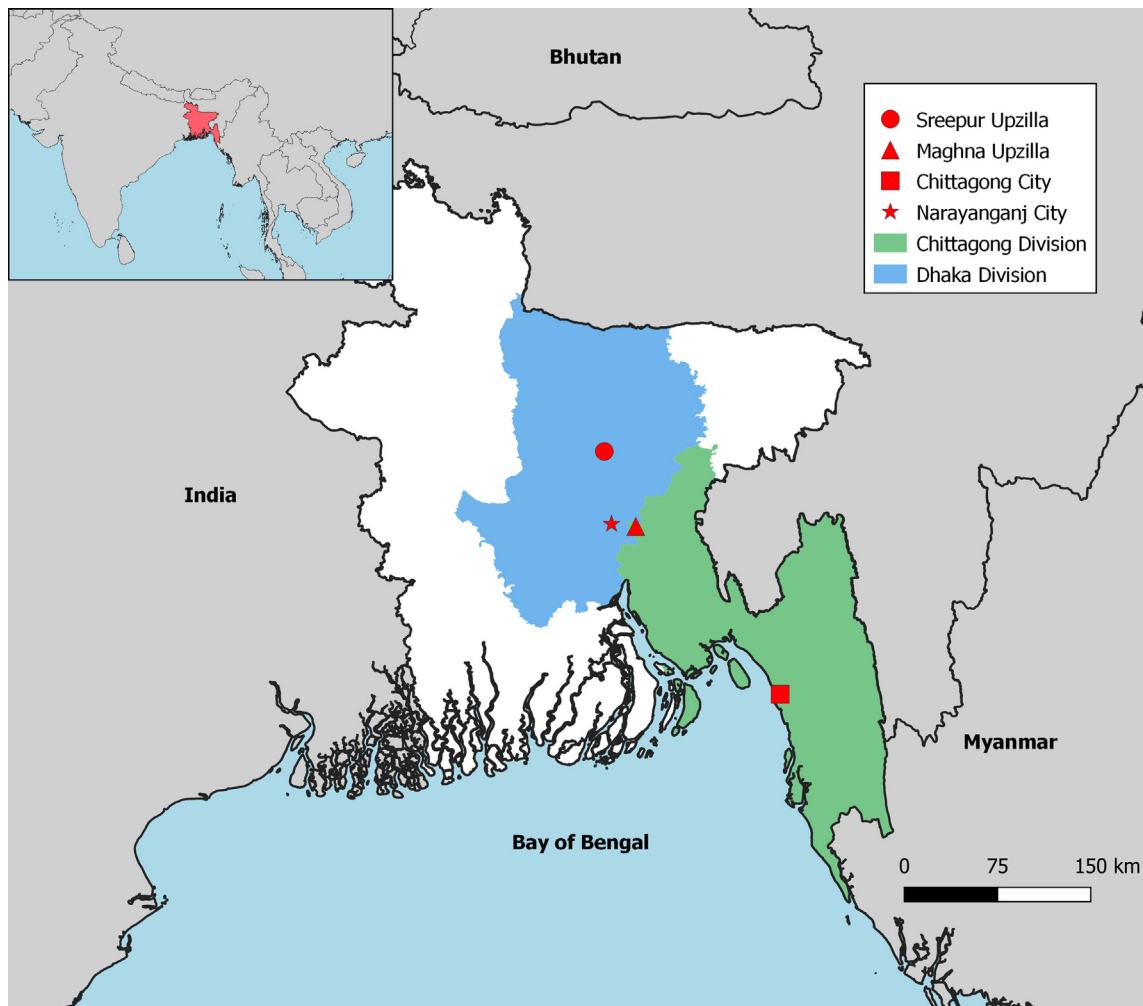 Bhutan
Sreepur Upzilla
Maghna Upzilla
Chittagong City
Narayanganj City
Chittagong Division
Dhaka Division
India
Myanmar
Bay of Bengal
0 75 150 km